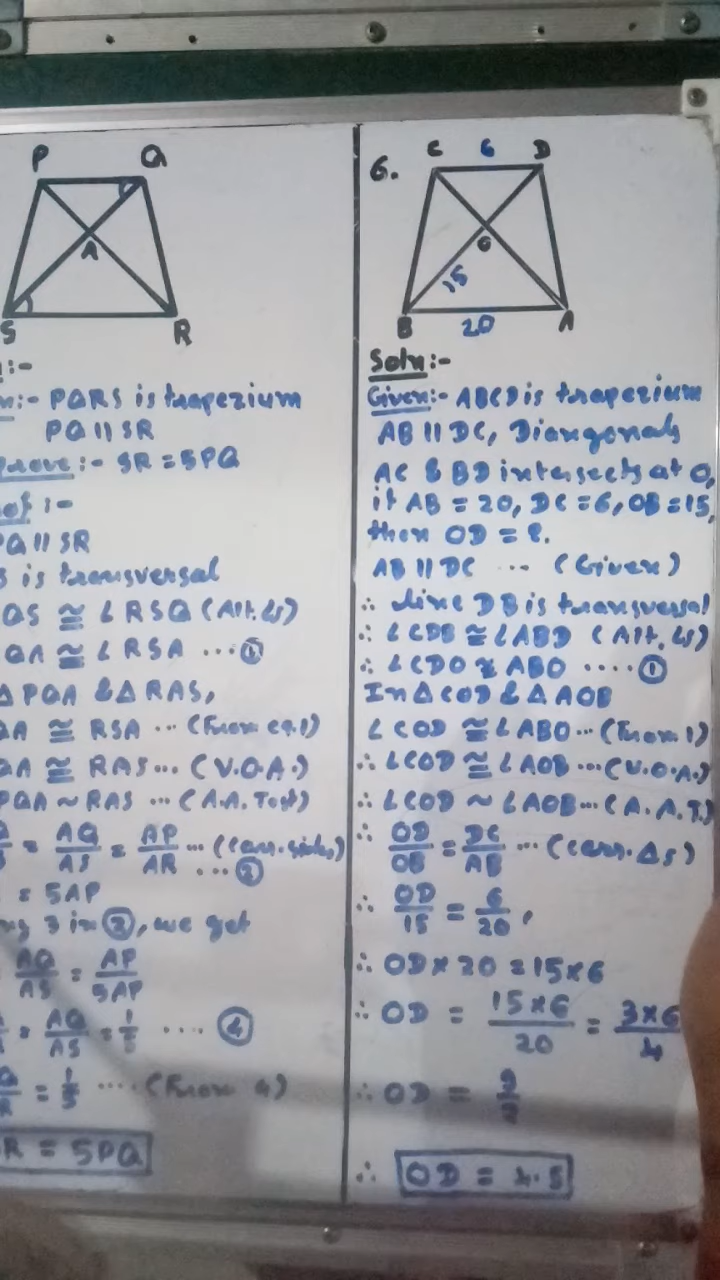 P Q
A
S R
:-
:- PQRS is trapezium
PQ || SR
prove :- SR = 5PQ
:-
PQ || SR
is transversal
QS ≅ ∠RSQ (Alt. ∠s)
QA ≅ ∠RSA ... ①
Δ PQA & Δ RAS,
QA ≅ RSA ... (From eq.1)
QA ≅ RAS... (V.O.A.)
PQA ~ RAS ... (A.A. Test)
= AQ/AS = AP/AR ... (Corr. sides)
... ②
= 5AP
3 in ②, we get
AQ/AS = AP/5AP
= AQ/AS = 1/5 .... ④
= 1/5 .... (From 4)
SR = 5PQ
6.
C 6 D
O
15
B 20 A
Soln:-
Given:- ABCD is trapezium
AB || DC, Diangonals
AC & BD intersects at O,
if AB = 20, DC = 6, OB = 15,
then OD = ?.
AB || DC ... (Given)
∴ line DB is transversal
∴ ∠CDB ≅ ∠ABD (Alt. ∠s)
∴ ∠CDO ≅ ABO .... ①
In Δ COD & Δ AOB
∠COD ≅ ∠ABO ... (From 1)
∴ ∠COD ≅ ∠AOB ... (V.O.A.)
∴ ∠COD ~ ∠AOB ... (A.A.T.)
∴ OD/OB = DC/AB ... (Corr. Δs)
∴ OD/15 = 6/20,
∴ OD × 20 = 15 × 6
∴ OD = 15 × 6/20 = 3 × 6/4
∴ OD = 9/2
∴ OD = 4.5